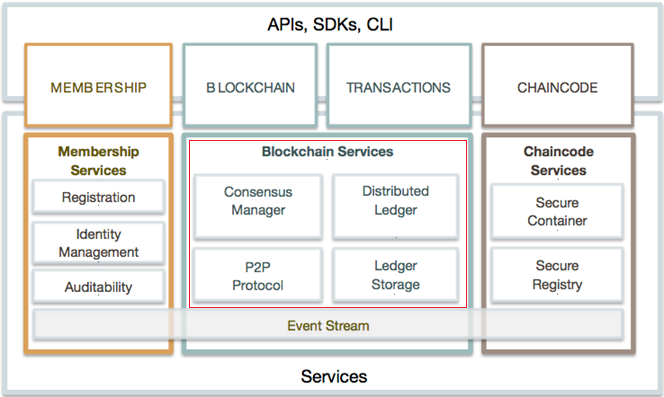 APIs, SDKs, CLI
MEMBERSHIP
BLOCKCHAIN
TRANSACTIONS
CHAINCODE
Membership
Services
Registration
Identity
Management
Auditability
Blockchain Services
Consensus
Manager
Distributed
Ledger
P2P
Protocol
Ledger
Storage
Chaincode
Services
Secure
Container
Secure
Registry
Event Stream
Services